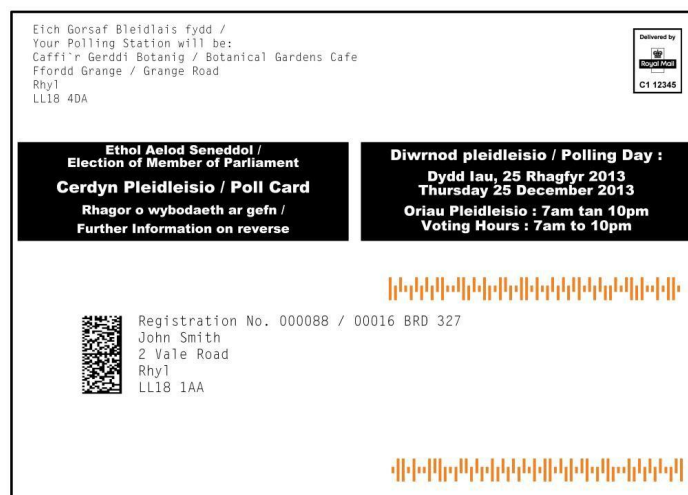 Eich Gorsaf Bleidlais fydd /
Your Polling Station will be:
Caffi`r Gerddi Botanig / Botanical Gardens Cafe
Ffordd Grange / Grange Road
Rhyl
LL18 4DA
Delivered by
Royal Mail
C1 12345
Ethol Aelod Seneddol /
Election of Member of Parliament
Cerdyn Pleidleisio / Poll Card
Rhagor o wybodaeth ar gefn /
Further Information on reverse
Diwrnod pleidleisio / Polling Day :
Dydd Iau, 25 Rhagfyr 2013
Thursday 25 December 2013
Oriau Pleidleisio : 7am tan 10pm
Voting Hours : 7am to 10pm
Registration No. 000088 / 00016 BRD 327
John Smith
2 Vale Road
Rhyl
LL18 1AA